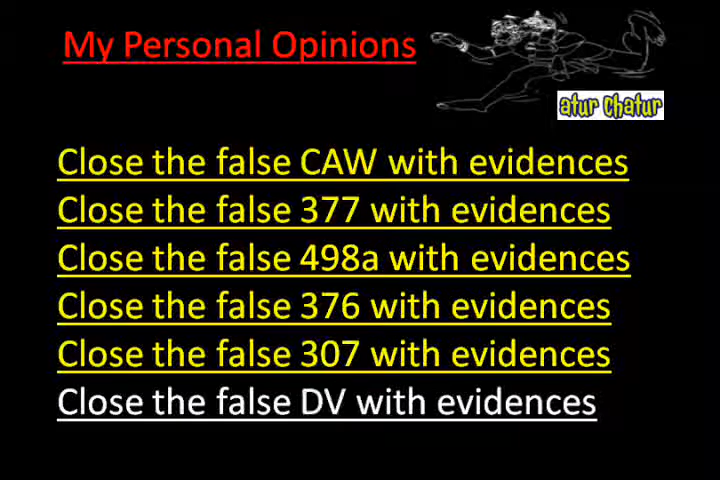 My Personal Opinions
atur chatur
Close the false CAW with evidences
Close the false 377 with evidences
Close the false 498a with evidences
Close the false 376 with evidences
Close the false 307 with evidences
Close the false DV with evidences